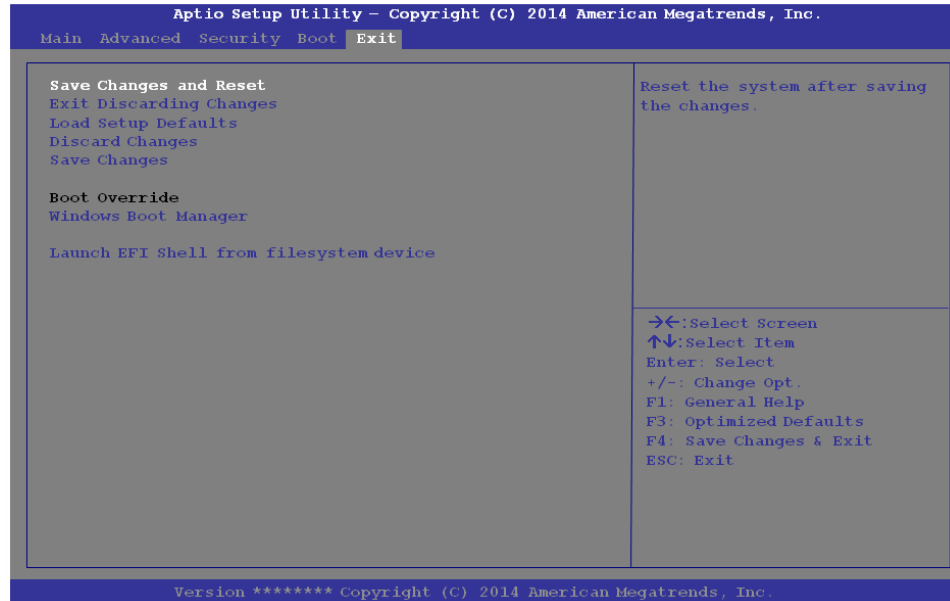 Aptio Setup Utility – Copyright (C) 2014 American Megatrends, Inc.
Main Advanced Security Boot Exit
Save Changes and Reset
Exit Discarding Changes
Load Setup Defaults
Discard Changes
Save Changes
Boot Override
Windows Boot Manager
Launch EFI Shell from filesystem device
Reset the system after saving
the changes.
→←:Select Screen
↑↓:Select Item
Enter: Select
+/-: Change Opt.
F1: General Help
F3: Optimized Defaults
F4: Save Changes & Exit
ESC: Exit
Version ******** Copyright (C) 2014 American Megatrends, Inc.